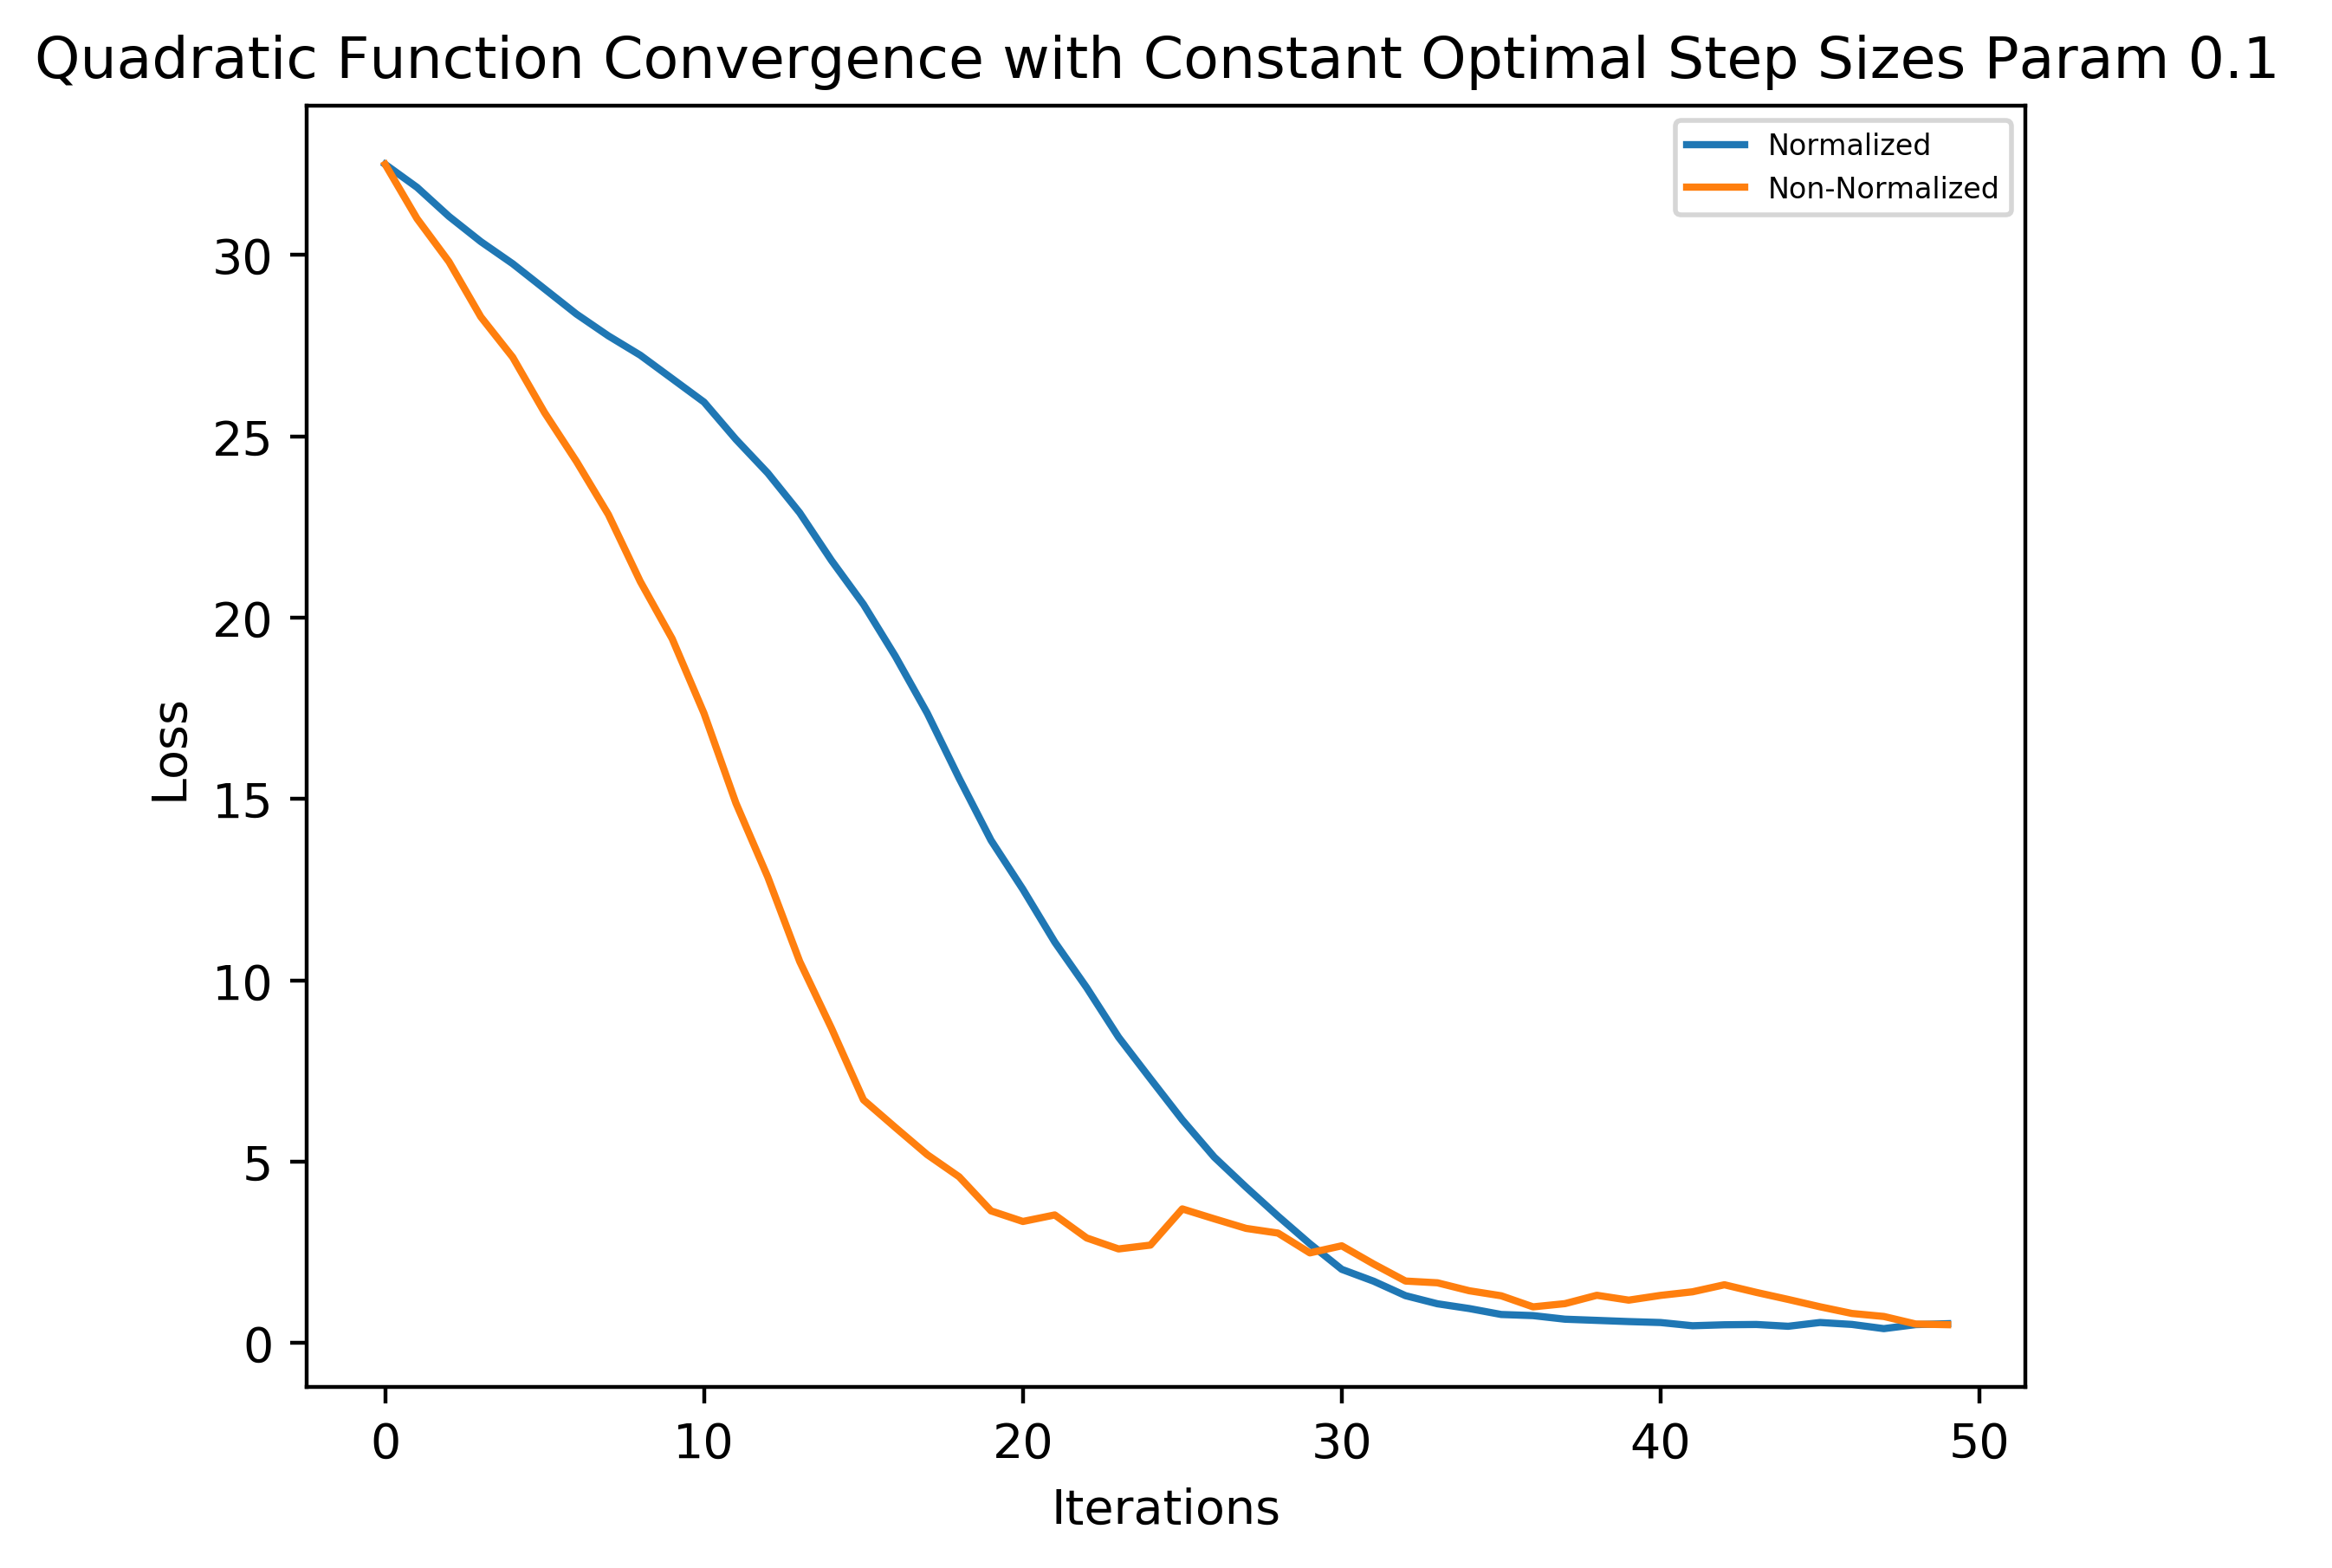 Quadratic Function Convergence with Constant Optimal Step Sizes Param 0.1
Normalized
Non-Normalized
30
25
20
15
10
5
0
Loss
0 10 20 30 40 50
Iterations